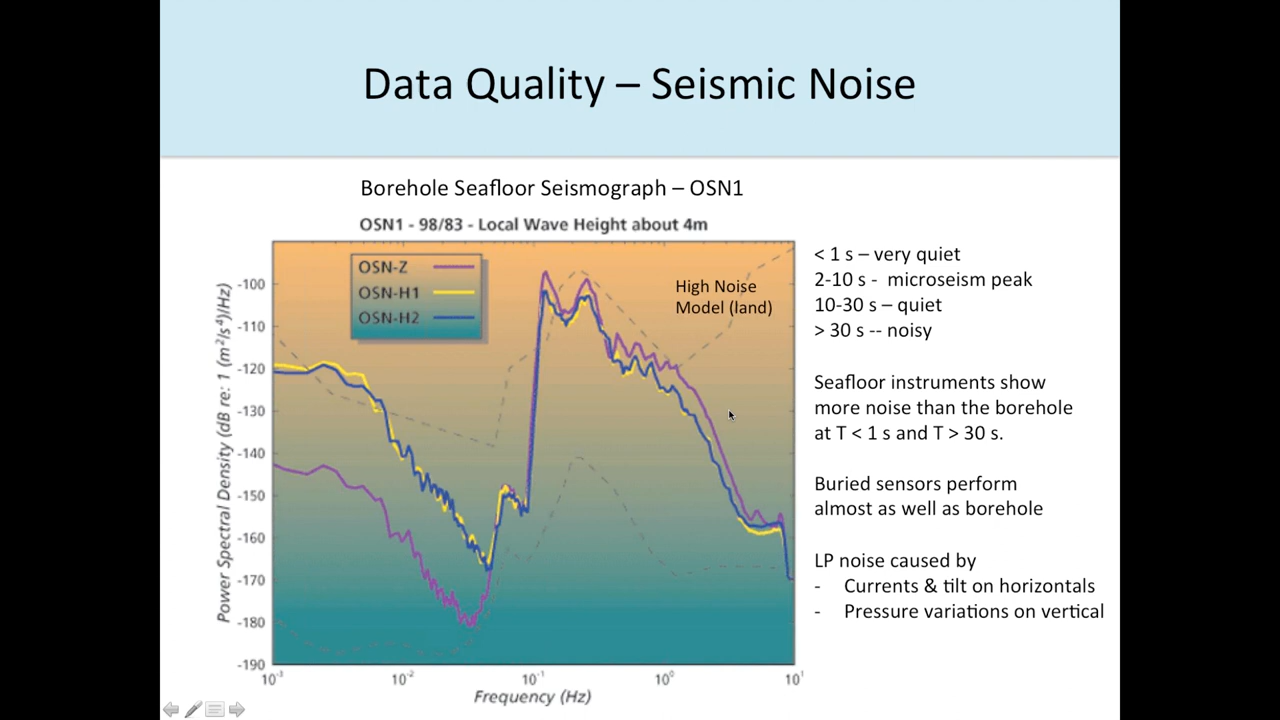 Data Quality – Seismic Noise
Borehole Seafloor Seismograph – OSN1
OSN1 - 98/83 - Local Wave Height about 4m
OSN-Z
OSN-H1
OSN-H2
High Noise
Model (land)
Power Spectral Density (dB re: 1 (m²/s⁴)/Hz)
-100
-110
-120
-130
-140
-150
-160
-170
-180
-190
10⁻³
10⁻²
10⁻¹
10⁰
10¹
Frequency (Hz)
< 1 s – very quiet
2-10 s - microseism peak
10-30 s – quiet
> 30 s -- noisy
Seafloor instruments show
more noise than the borehole
at T < 1 s and T > 30 s.
Buried sensors perform
almost as well as borehole
LP noise caused by
- Currents & tilt on horizontals
- Pressure variations on vertical